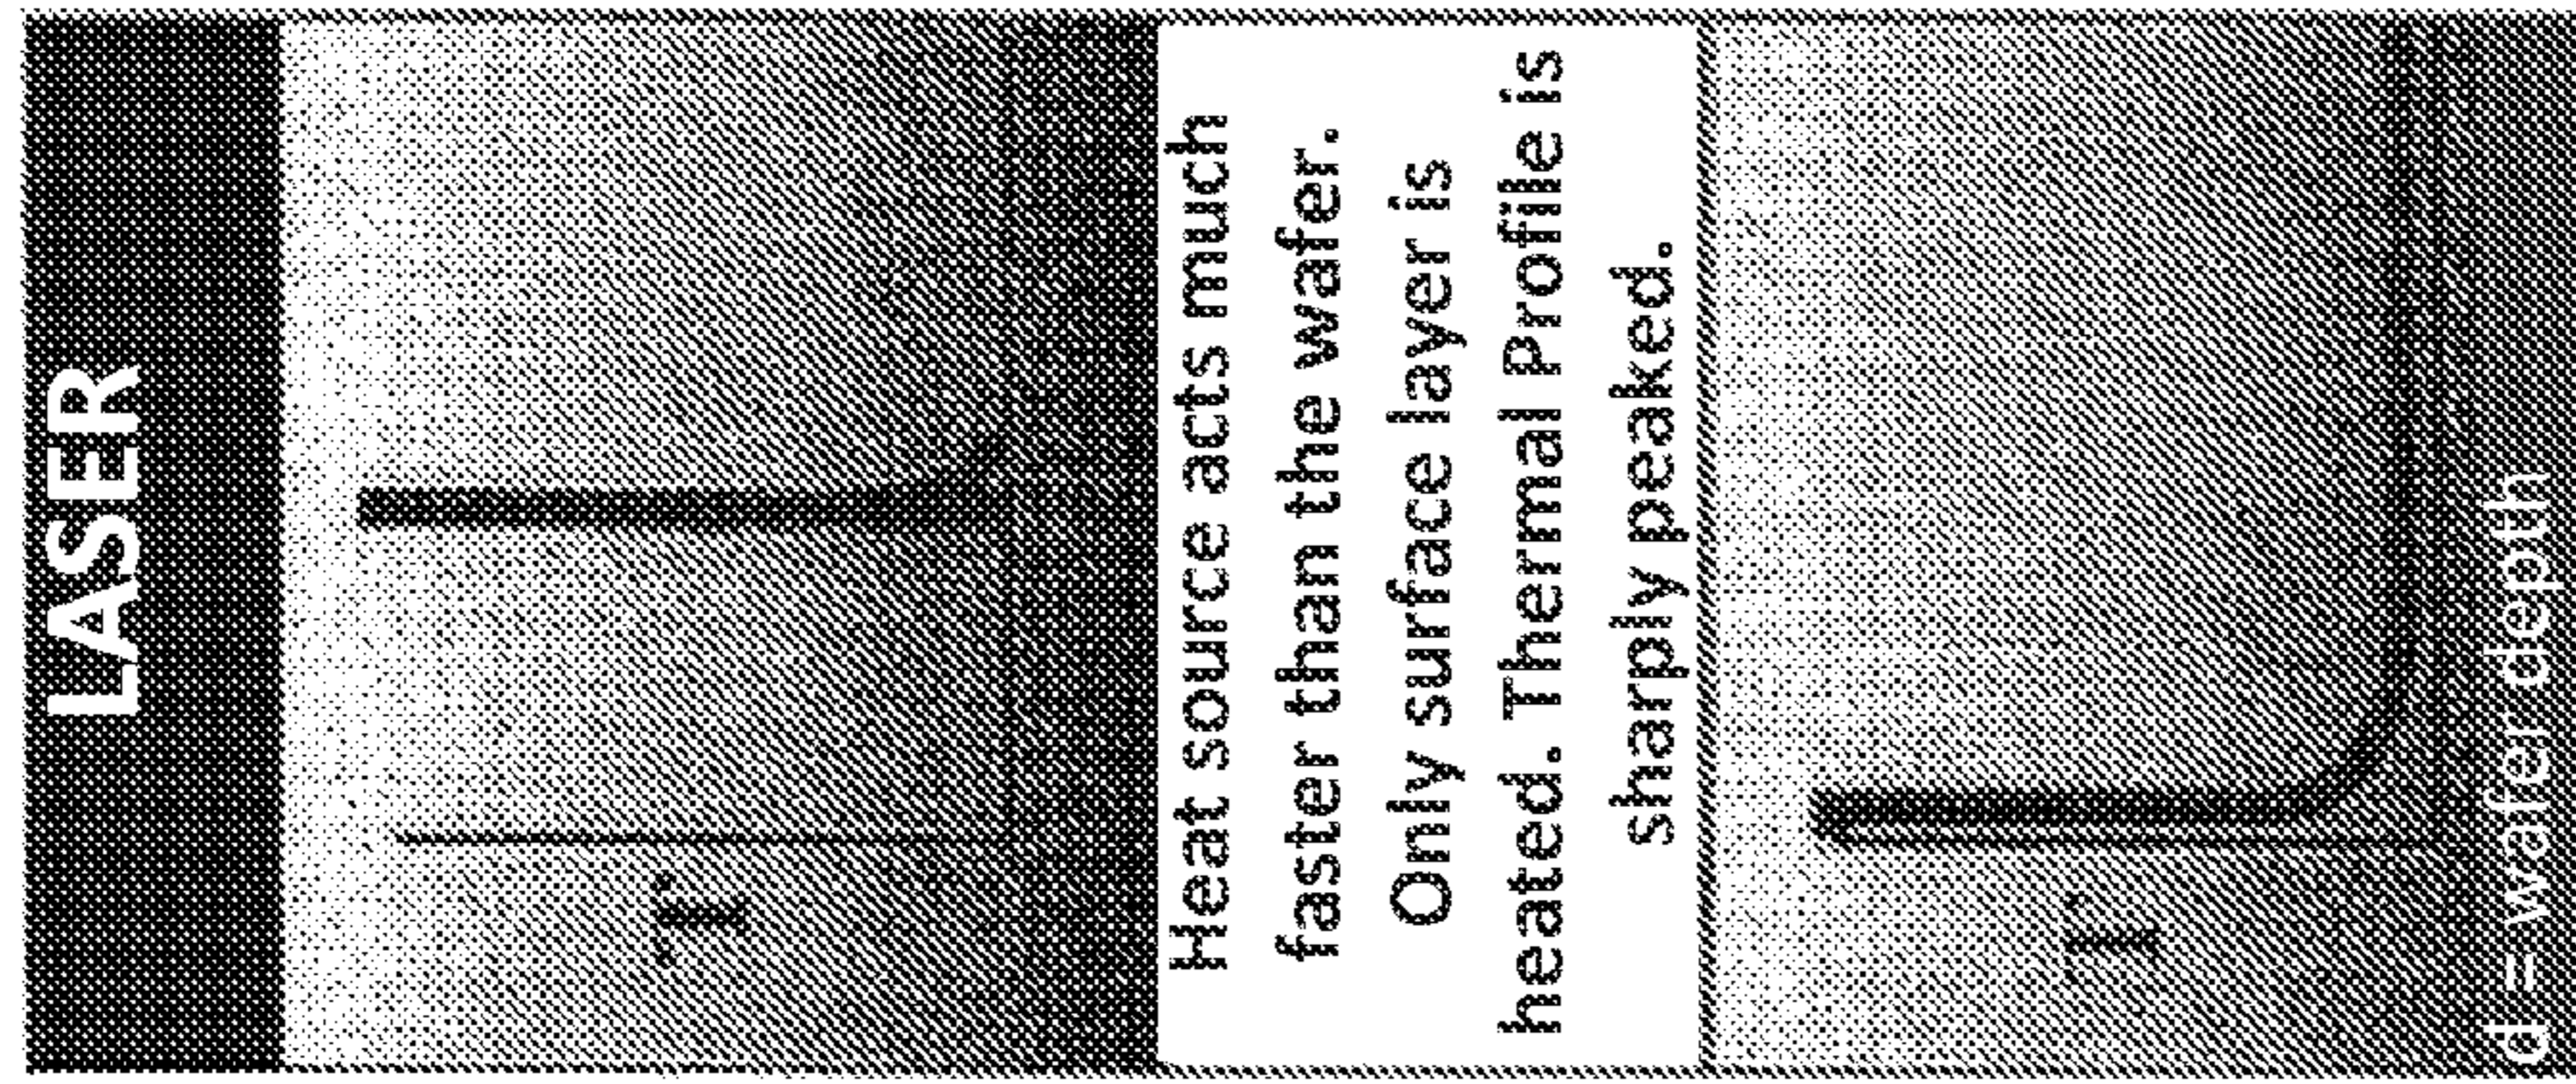 LASER
T
Heat source acts much
faster than the wafer.
Only surface layer is
heated. Thermal Profile is
sharply peaked.
T
d = wafer depth